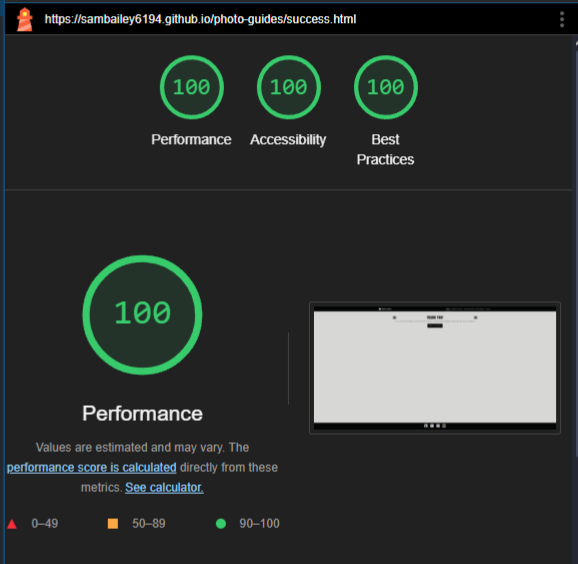 https://sambailey6194.github.io/photo-guides/success.html
100 100 100
Performance Accessibility Best
Practices
100
Performance
Values are estimated and may vary. The
performance score is calculated directly from these
metrics. See calculator.
0–49 50–89 90–100